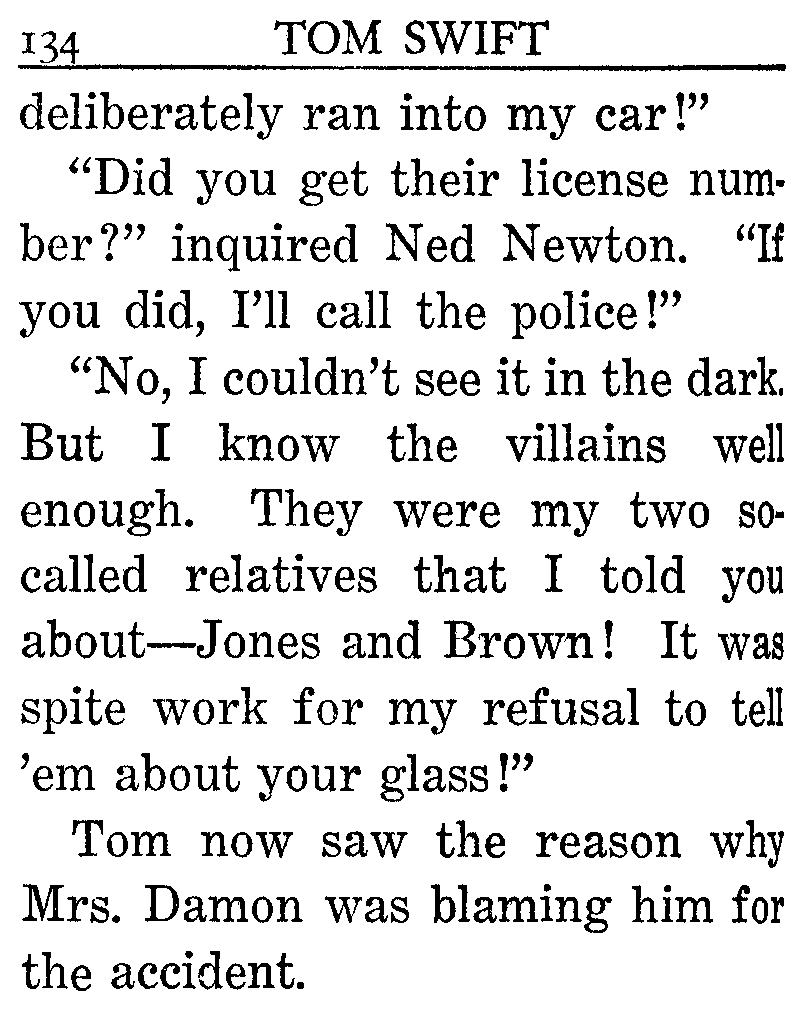 134 TOM SWIFT
deliberately ran into my car!”
“Did you get their license num-
ber?” inquired Ned Newton. “If
you did, I’ll call the police!”
“No, I couldn’t see it in the dark.
But I know the villains well
enough. They were my two so-
called relatives that I told you
about—Jones and Brown! It was
spite work for my refusal to tell
’em about your glass!”
Tom now saw the reason why
Mrs. Damon was blaming him for
the accident.